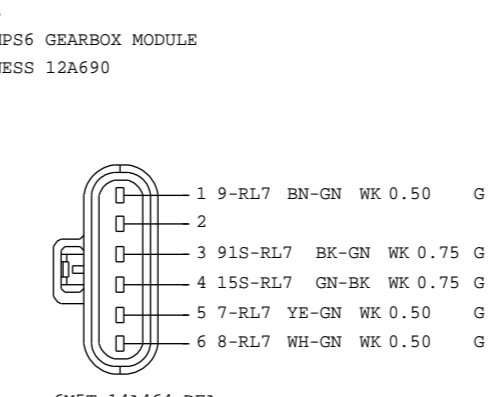 MPS6 GEARBOX MODULE
NESS 12A690
1 9-RL7 BN-GN WK 0.50 G
2
3 91S-RL7 BK-GN WK 0.75 G
4 15S-RL7 GN-BK WK 0.75 G
5 7-RL7 YE-GN WK 0.50 G
6 8-RL7 WH-GN WK 0.50 G